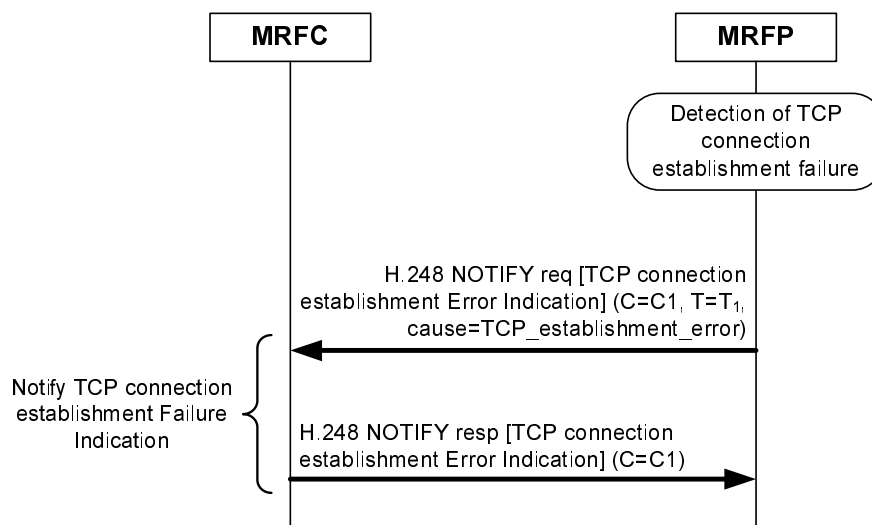 MRFC
MRFP
Detection of TCP
connection
establishment failure
H.248 NOTIFY req [TCP connection
establishment Error Indication] (C=C1, T=T₁,
cause=TCP_establishment_error)
Notify TCP connection
establishment Failure
Indication
H.248 NOTIFY resp [TCP connection
establishment Error Indication] (C=C1)